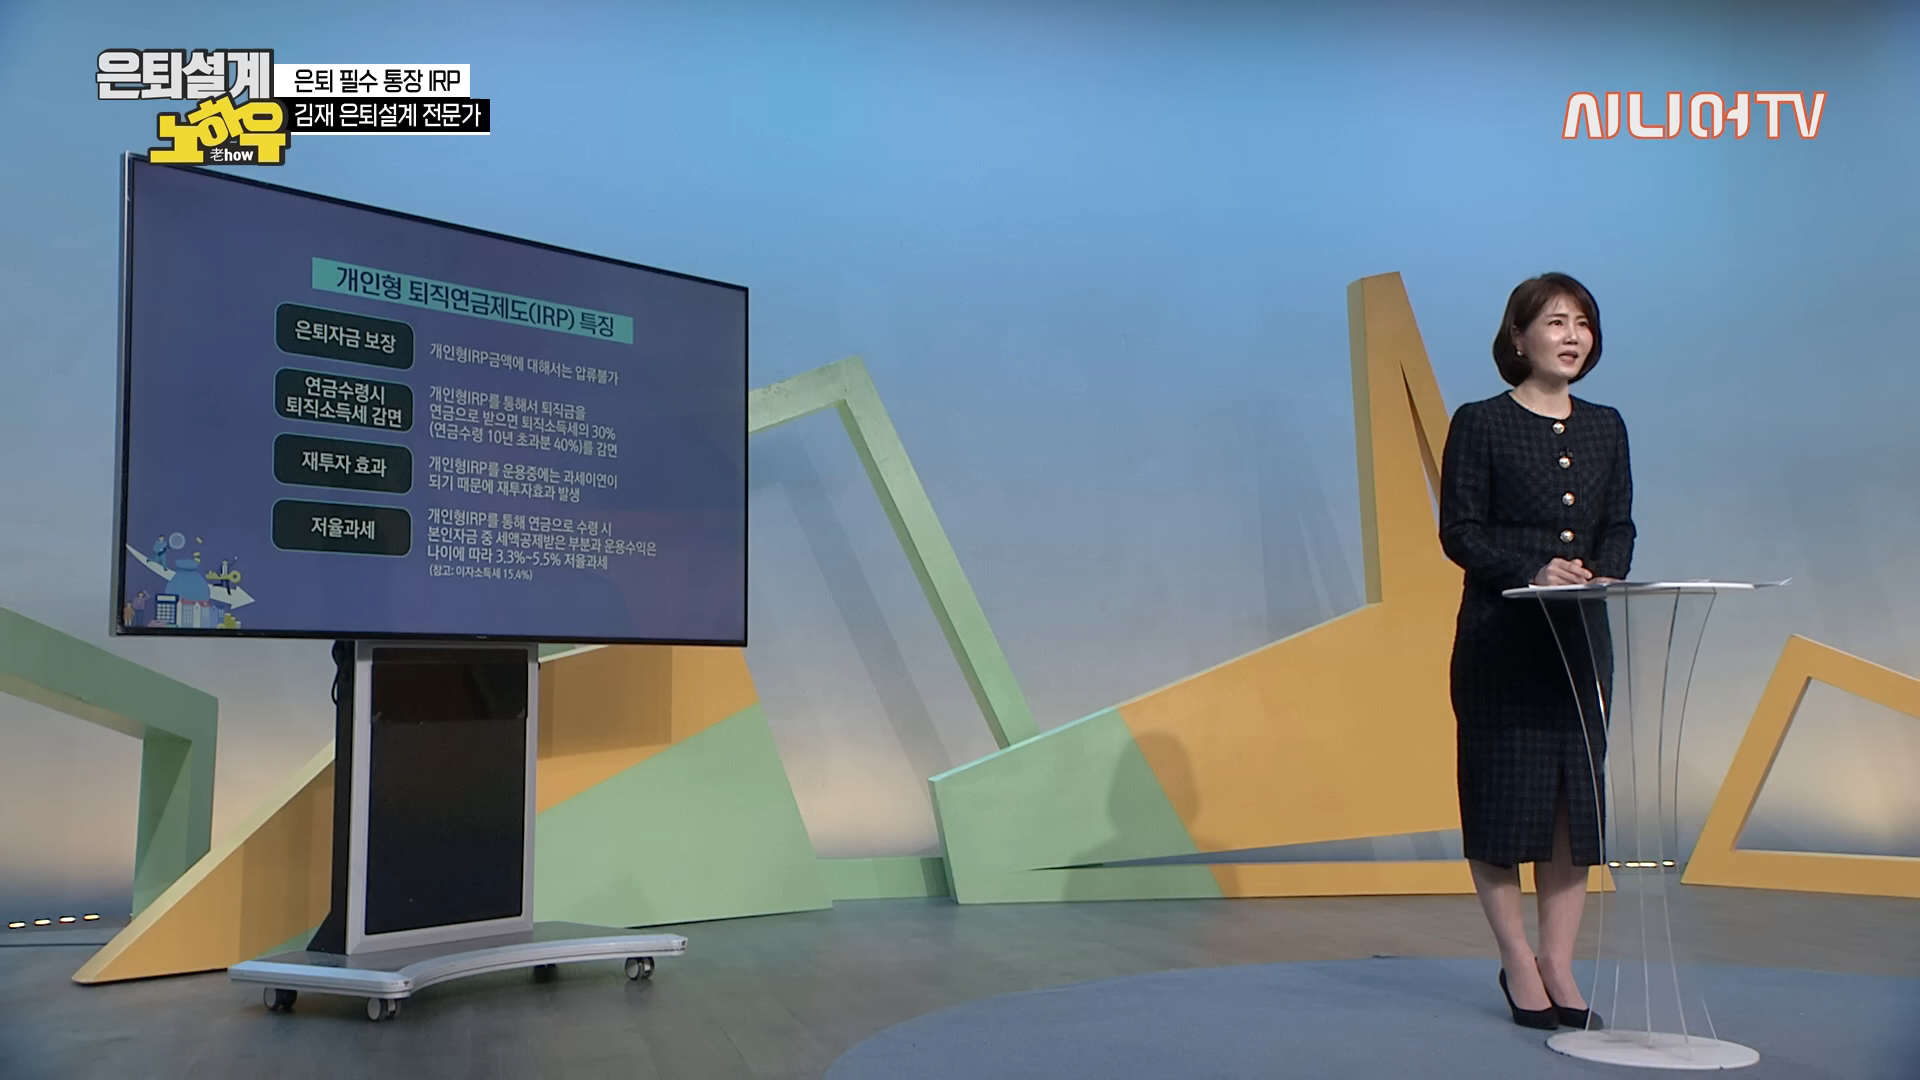 은퇴설계
노하우
老how
은퇴 필수 통장 IRP
김재 은퇴설계 전문가
시니어TV
개인형 퇴직연금제도(IRP) 특징
은퇴자금 보장
개인형IRP금액에 대해서는 압류불가
연금수령시
퇴직소득세 감면
개인형IRP를 통해서 퇴직금을
연금으로 받으면 퇴직소득세의 30%
(연금수령 10년 초과분 40%)를 감면
재투자 효과
개인형IRP를 운용중에는 과세이연이
되기 때문에 재투자효과 발생
저율과세
개인형IRP를 통해 연금으로 수령 시
본인자금 중 세액공제받은 부분과 운용수익은
나이에 따라 3.3%~5.5% 저율과세
(참고: 이자소득세 15.4%)